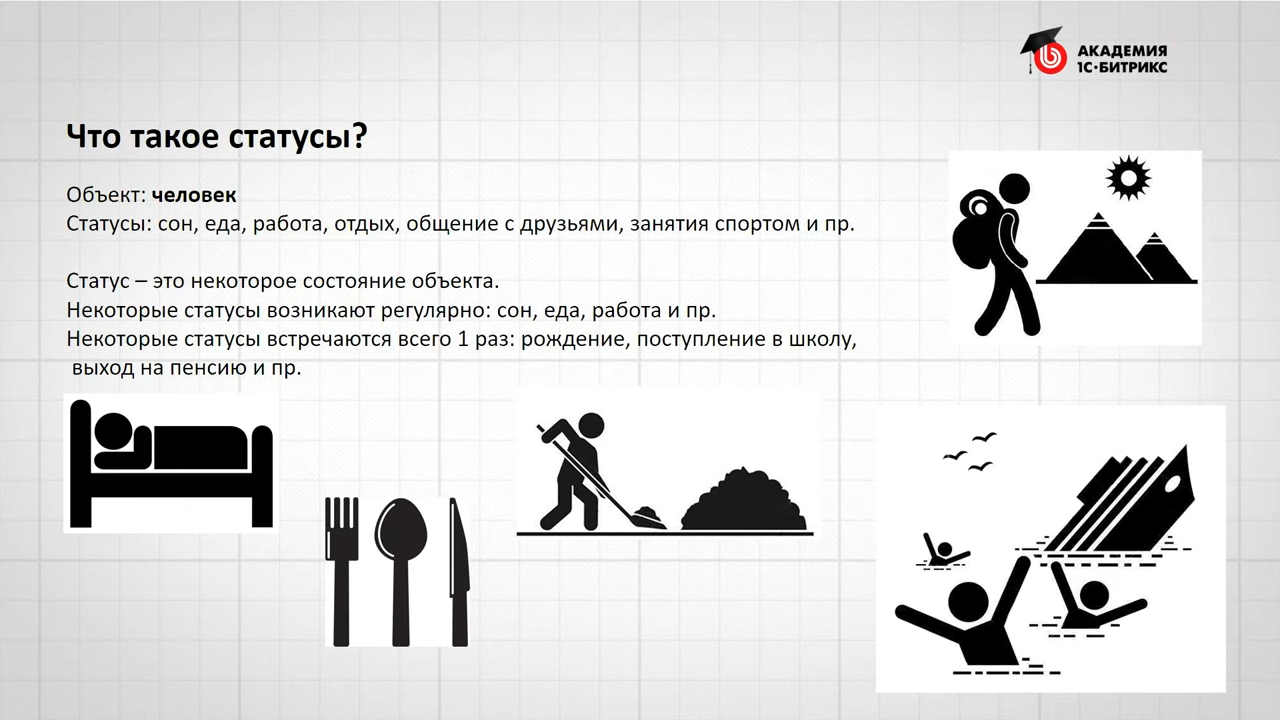 АКАДЕМИЯ
1С-БИТРИКС
Что такое статусы?
Объект: человек
Статусы: сон, еда, работа, отдых, общение с друзьями, занятия спортом и пр.
Статус – это некоторое состояние объекта.
Некоторые статусы возникают регулярно: сон, еда, работа и пр.
Некоторые статусы встречаются всего 1 раз: рождение, поступление в школу,
выход на пенсию и пр.